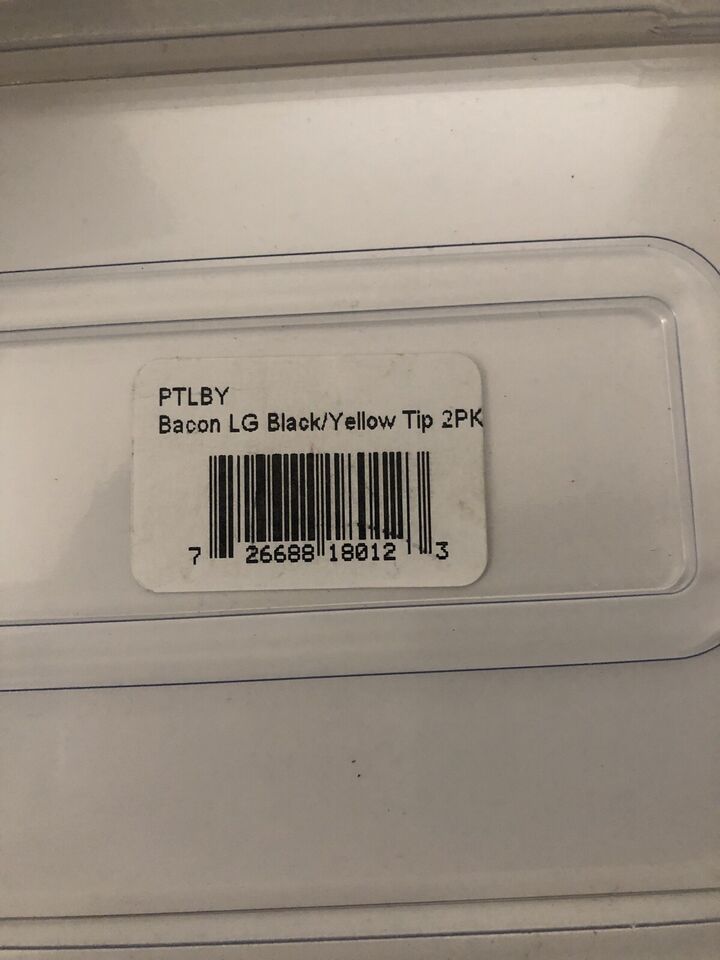 PTLBY
Bacon LG Black/Yellow Tip 2PK
7 26688 18012 3